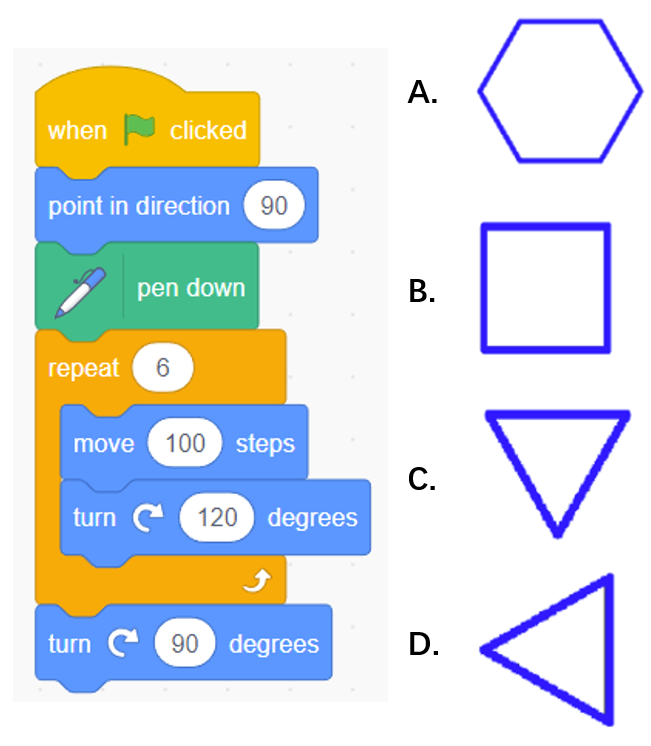 when clicked
point in direction 90
pen down
repeat 6
move 100 steps
turn 120 degrees
turn 90 degrees
A.
B.
C.
D.